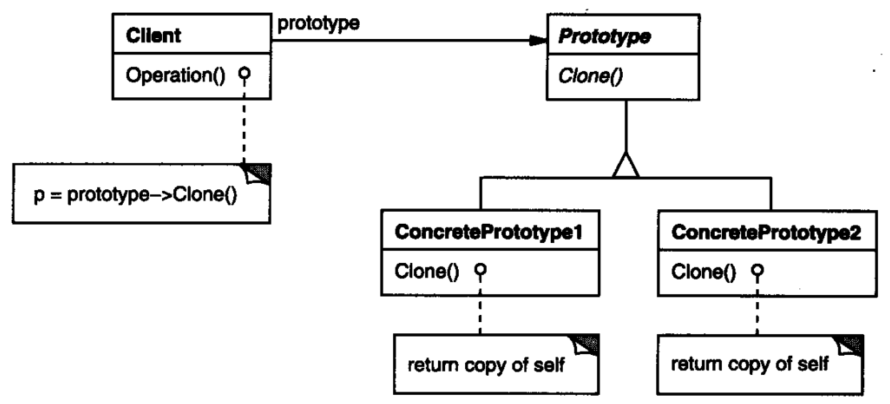 Client
prototype
Prototype
Operation()
Clone()
p = prototype–>Clone()
ConcretePrototype1
ConcretePrototype2
Clone()
Clone()
return copy of self
return copy of self